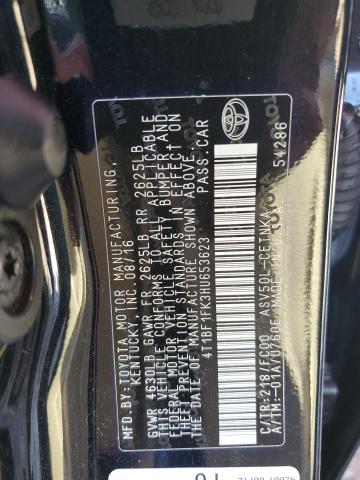 MFD.BY:TOYOTA MOTOR MANUFACTURING,
KENTUCKY, INC. 08/16
GVWR 4630LB GAWR FR 2625LB RR 2625LB
THIS VEHICLE CONFORMS TO ALL APPLICABLE
FEDERAL MOTOR VEHICLE SAFETY, BUMPER, AND
THEFT PREVENTION STANDARDS IN EFFECT ON
THE DATE OF MANUFACTURE SHOWN ABOVE.
4T1BF1FK3HU653623 PASS.CAR
C/TR:218/FC00 ASV50L-CETNKA
A/TM:-01A/U760E MADE IN
54286
TOYOTA